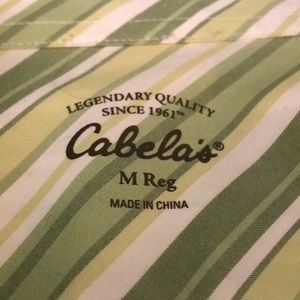 LEGENDARY QUALITY
SINCE 1961™
Cabela's®
M Reg
MADE IN CHINA